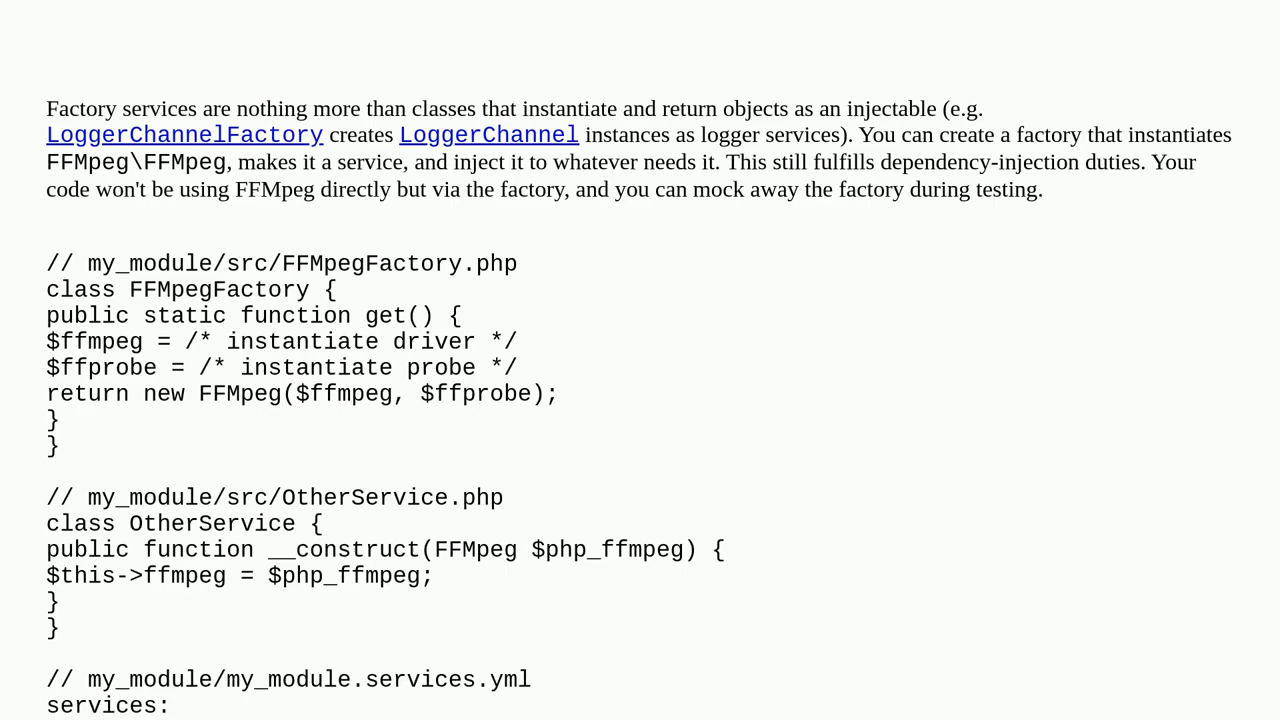 Factory services are nothing more than classes that instantiate and return objects as an injectable (e.g.
LoggerChannelFactory creates LoggerChannel instances as logger services). You can create a factory that instantiates
FFMpeg\FFMpeg, makes it a service, and inject it to whatever needs it. This still fulfills dependency-injection duties. Your
code won't be using FFMpeg directly but via the factory, and you can mock away the factory during testing.
// my_module/src/FFMpegFactory.php
class FFMpegFactory {
public static function get() {
$ffmpeg = /* instantiate driver */
$ffprobe = /* instantiate probe */
return new FFMpeg($ffmpeg, $ffprobe);
}
}
// my_module/src/OtherService.php
class OtherService {
public function __construct(FFMpeg $php_ffmpeg) {
$this->ffmpeg = $php_ffmpeg;
}
}
// my_module/my_module.services.yml
services: